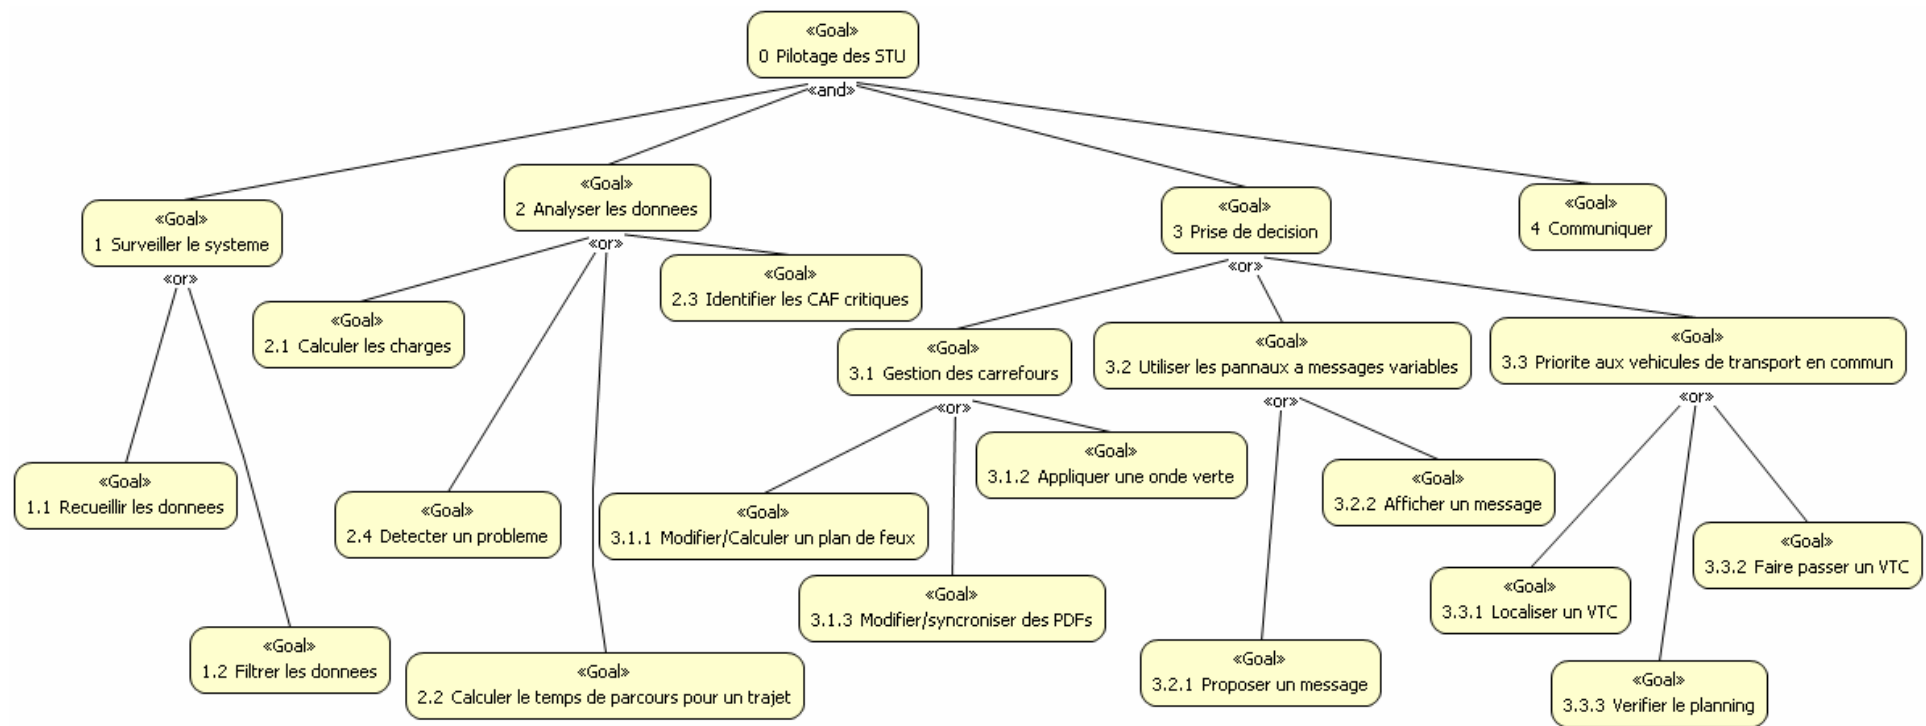 «Goal»
0 Pilotage des STU
«and»
«Goal»
1 Surveiller le systeme
«or»
«Goal»
2 Analyser les donnees
«or»
«Goal»
3 Prise de decision
«or»
«Goal»
4 Communiquer
«Goal»
2.1 Calculer les charges
«Goal»
2.3 Identifier les CAF critiques
«Goal»
3.1 Gestion des carrefours
«or»
«Goal»
3.2 Utiliser les pannaux a messages variables
«or»
«Goal»
3.3 Priorite aux vehicules de transport en commun
«or»
«Goal»
1.1 Recueillir les donnees
«Goal»
2.4 Detecter un probleme
«Goal»
3.1.1 Modifier/Calculer un plan de feux
«Goal»
3.1.2 Appliquer une onde verte
«Goal»
3.2.2 Afficher un message
«Goal»
3.3.2 Faire passer un VTC
«Goal»
3.1.3 Modifier/syncroniser des PDFs
«Goal»
3.3.1 Localiser un VTC
«Goal»
1.2 Filtrer les donnees
«Goal»
2.2 Calculer le temps de parcours pour un trajet
«Goal»
3.2.1 Proposer un message
«Goal»
3.3.3 Verifier le planning